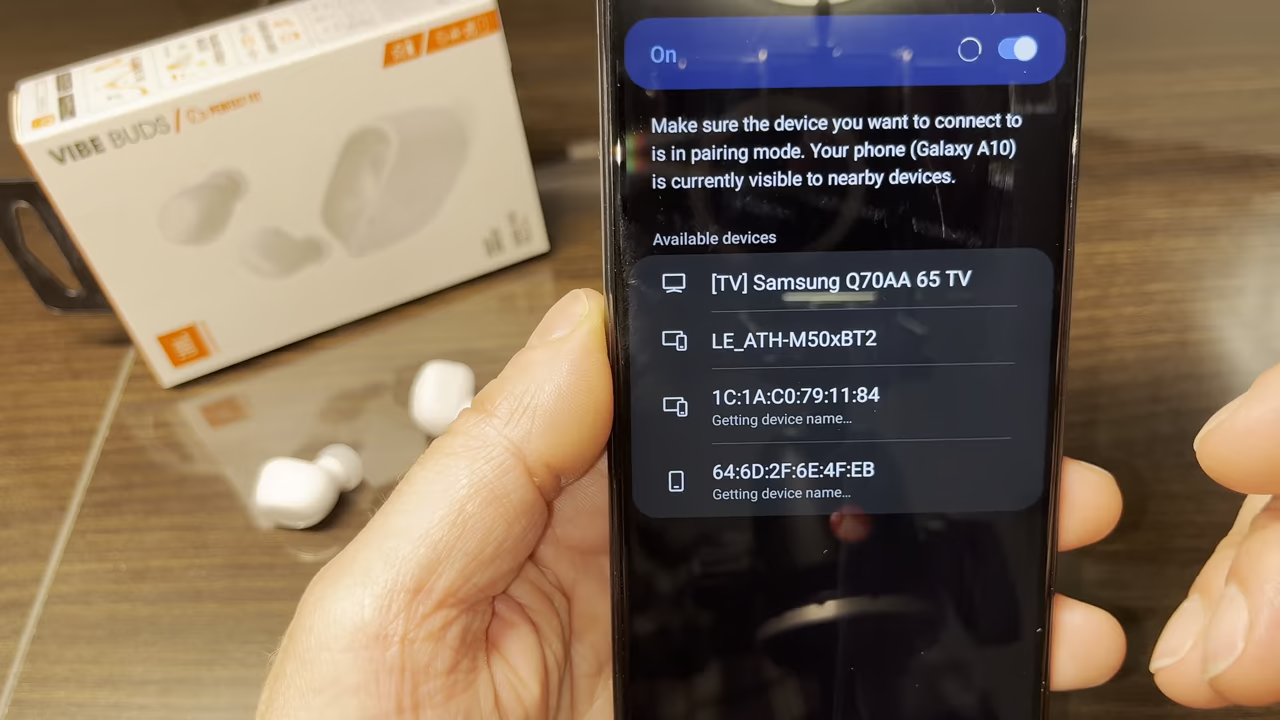 VIBE BUDS /
JBL
On
Make sure the device you want to connect to
is in pairing mode. Your phone (Galaxy A10)
is currently visible to nearby devices.
Available devices
[TV] Samsung Q70AA 65 TV
LE_ATH-M50xBT2
1C:1A:C0:79:11:84
Getting device name...
64:6D:2F:6E:4F:EB
Getting device name...